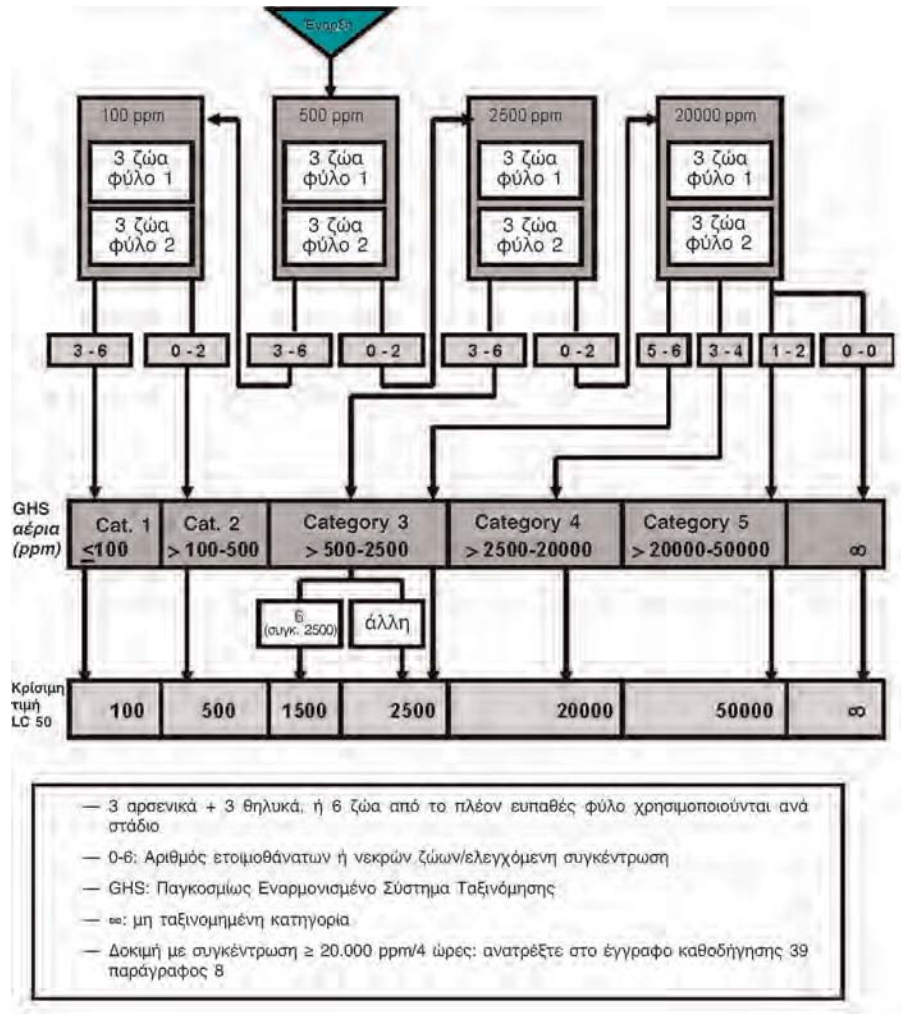 Έναρξη
100 ppm
500 ppm
2500 ppm
20000 ppm
3 ζώα
φύλο 1
3 ζώα
φύλο 1
3 ζώα
φύλο 1
3 ζώα
φύλο 1
3 ζώα
φύλο 2
3 ζώα
φύλο 2
3 ζώα
φύλο 2
3 ζώα
φύλο 2
3 - 6
0 - 2
3 - 6
0 - 2
3 - 6
0 - 2
5 - 6
3 - 4
1 - 2
0 - 0
GHS
αέρια
(ppm)
Cat. 1
≤100
Cat. 2
> 100-500
Category 3
> 500-2500
Category 4
> 2500-20000
Category 5
> 20000-50000
∞
6
(συγκ. 2500)
άλλη
Κρίσιμη
τιμή
LC 50
100
500
1500
2500
20000
50000
∞
— 3 αρσενικά + 3 θηλυκά, ή 6 ζώα από το πλέον ευπαθές φύλο χρησιμοποιούνται ανά
στάδιο
— 0-6: Αριθμός ετοιμοθάνατων ή νεκρών ζώων/ελεγχόμενη συγκέντρωση
— GHS: Παγκοσμίως Εναρμονισμένο Σύστημα Ταξινόμησης
— ∞: μη ταξινομημένη κατηγορία
— Δοκιμή με συγκέντρωση ≥ 20.000 ppm/4 ώρες: ανατρέξτε στο έγγραφο καθοδήγησης 39
παράγραφος 8